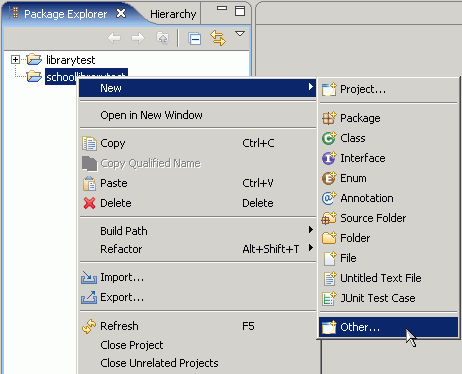 Package Explorer
Hierarchy
librarytest
schoollibrarytest
New
Open in New Window
Copy Ctrl+C
Copy Qualified Name
Paste Ctrl+V
Delete Delete
Build Path
Refactor Alt+Shift+T
Import...
Export...
Refresh F5
Close Project
Close Unrelated Projects
Project...
Package
Class
Interface
Enum
Annotation
Source Folder
Folder
File
Untitled Text File
JUnit Test Case
Other...